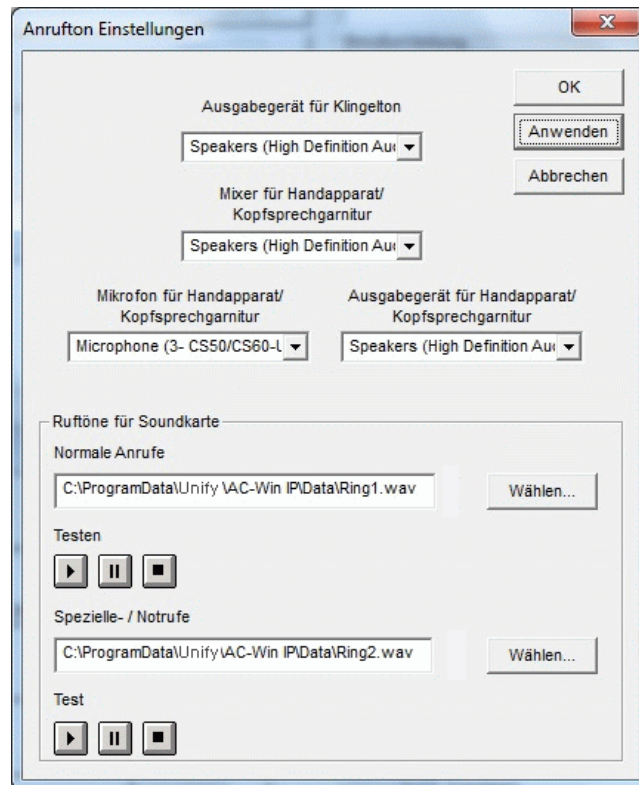 Anrufton Einstellungen
OK
Ausgabegerät für Klingelton
Anwenden
Speakers (High Definition Au
Abbrechen
Mixer für Handapparat/
Kopfsprechgarnitur
Speakers (High Definition Au
Mikrofon für Handapparat/
Kopfsprechgarnitur
Microphone (3- CS50/CS60-U
Ausgabegerät für Handapparat/
Kopfsprechgarnitur
Speakers (High Definition Au
Ruftöne für Soundkarte
Normale Anrufe
C:\ProgramData\Unify \AC-Win IP\Data\Ring1.wav
Wählen...
Testen
Spezielle- / Notrufe
C:\ProgramData\Unify\AC-Win IP\Data\Ring2.wav
Wählen...
Test